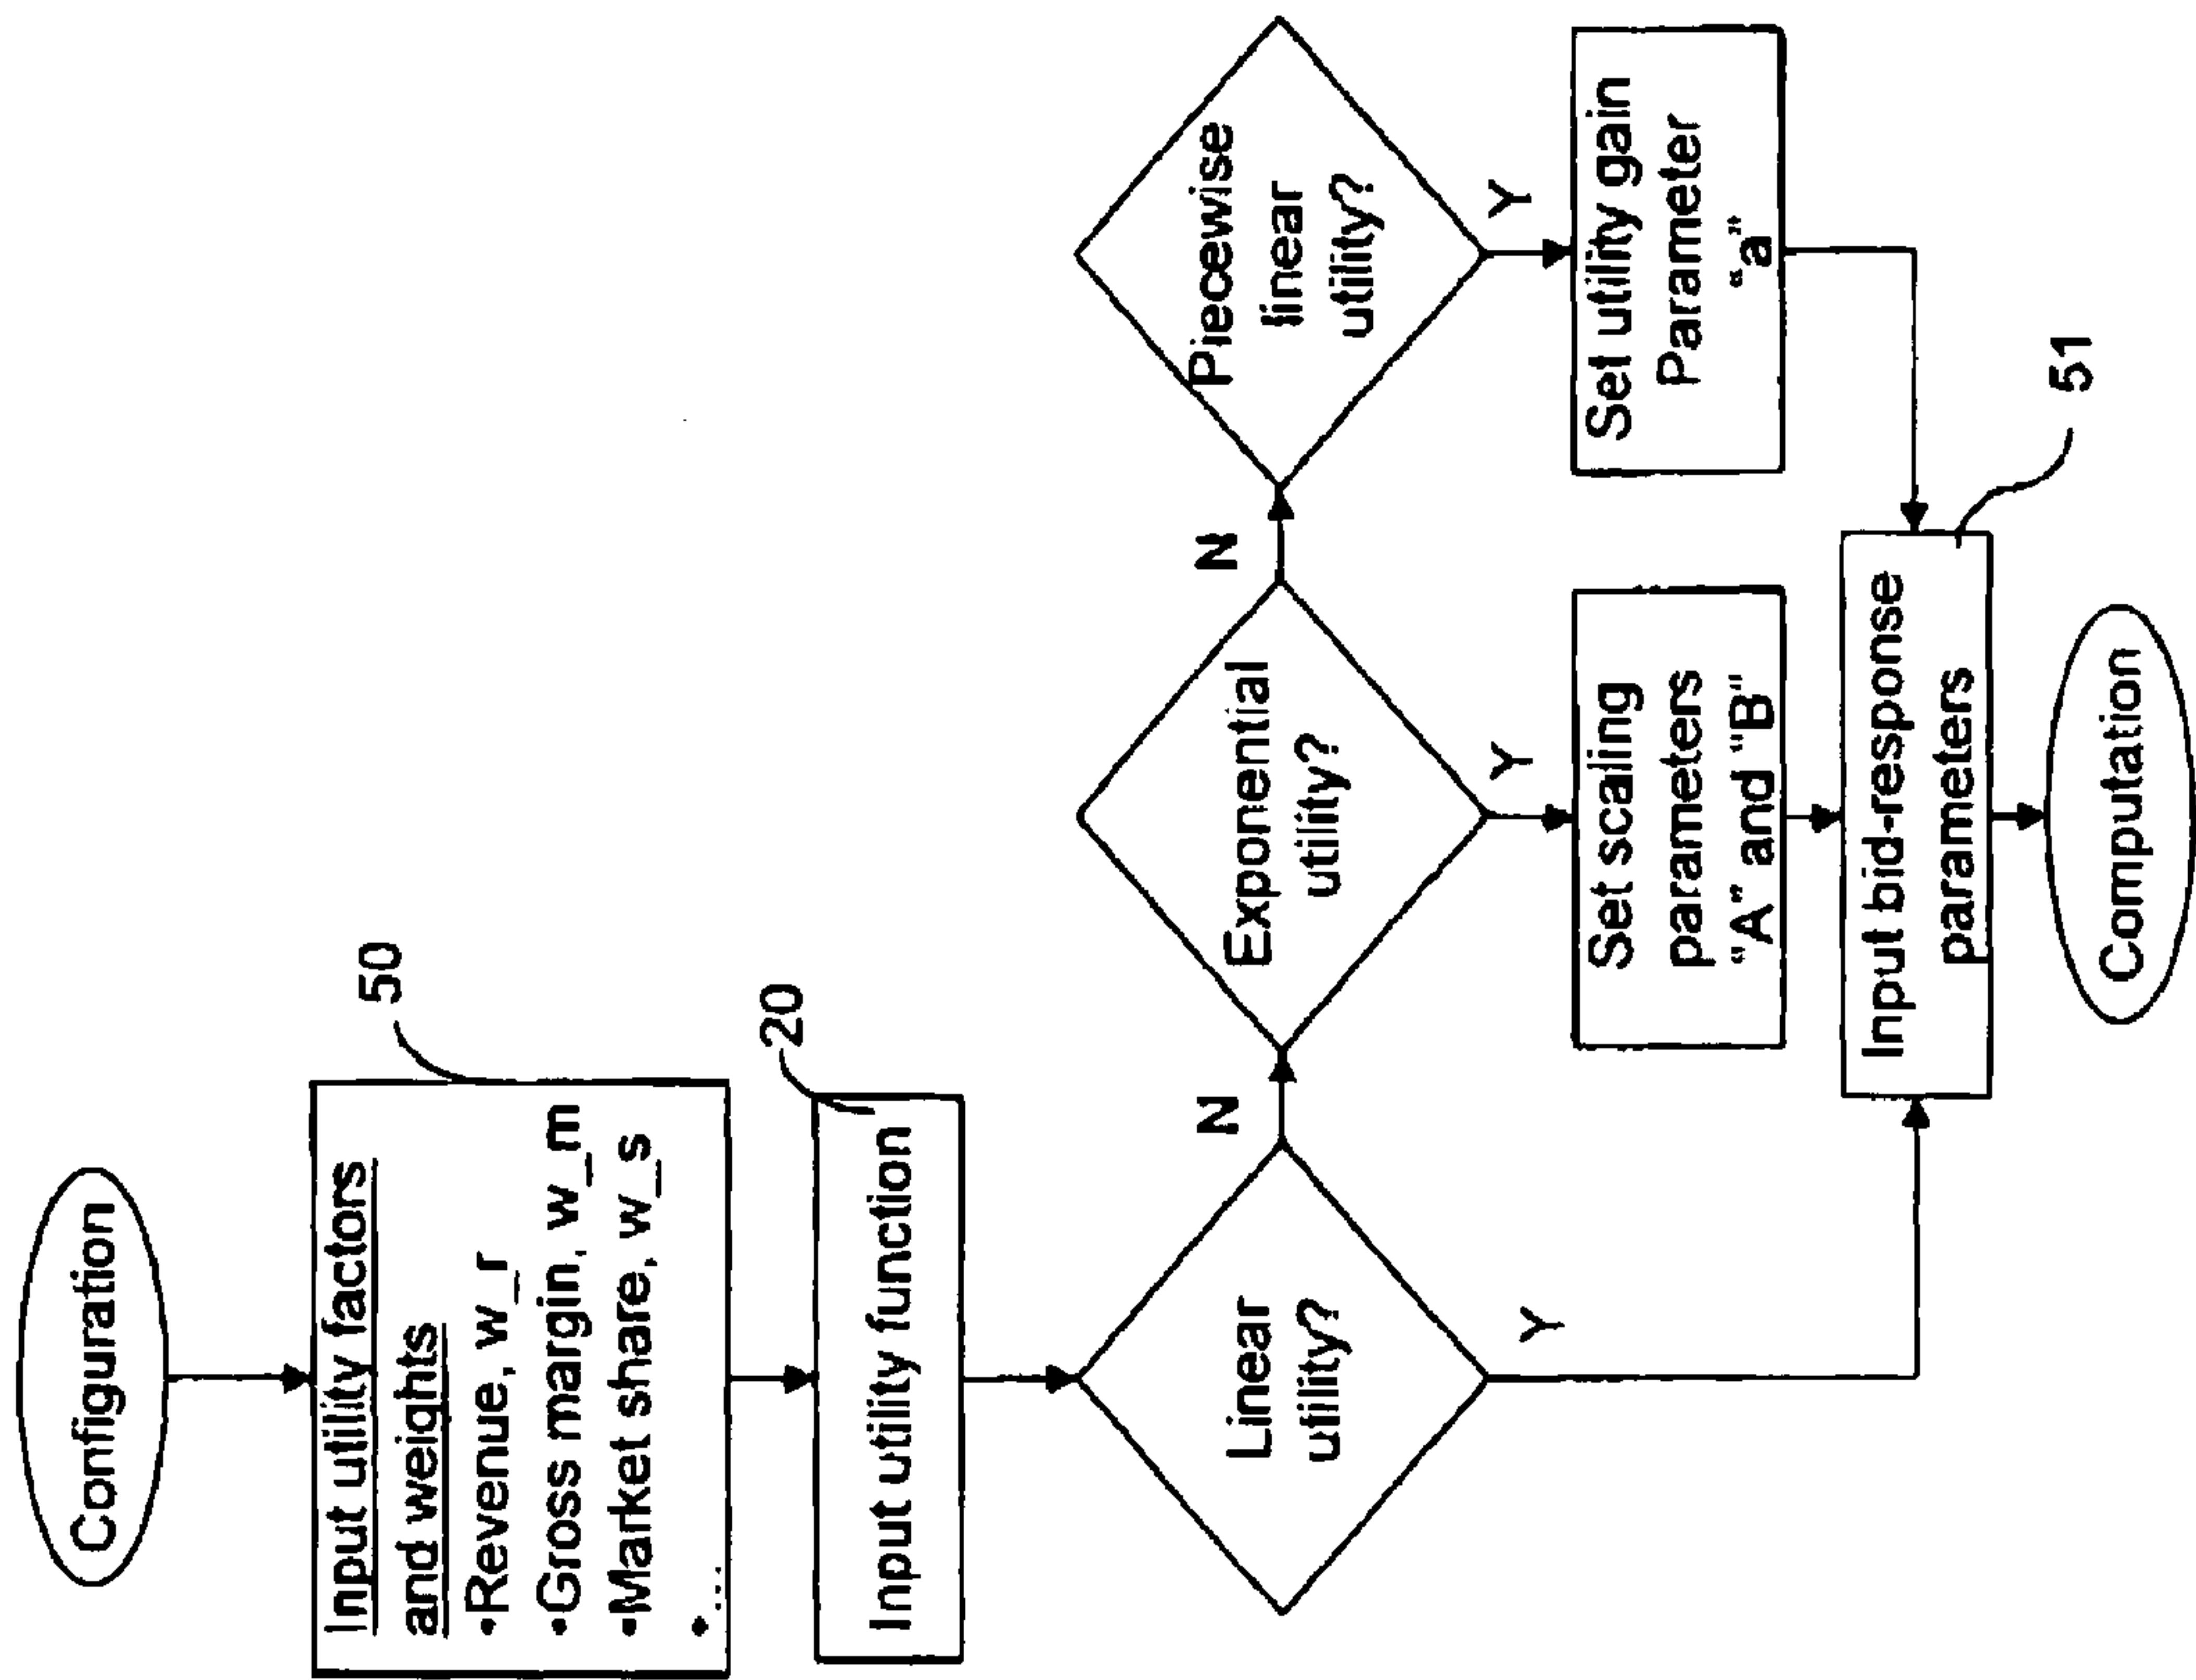 Configuration
50
Input utility factors
and weights
•Revenue, w_r
•Gross margin, w_m
•Market share, w_s
•...
20
Input utility function
Linear
utility?
N
Y
Exponential
utility?
N
Y
Piecewise
linear
utility?
Y
Set scaling
parameters
"A" and "B"
Set utility gain
Parameter
"a"
Input bid-response
parameters
51
Computation